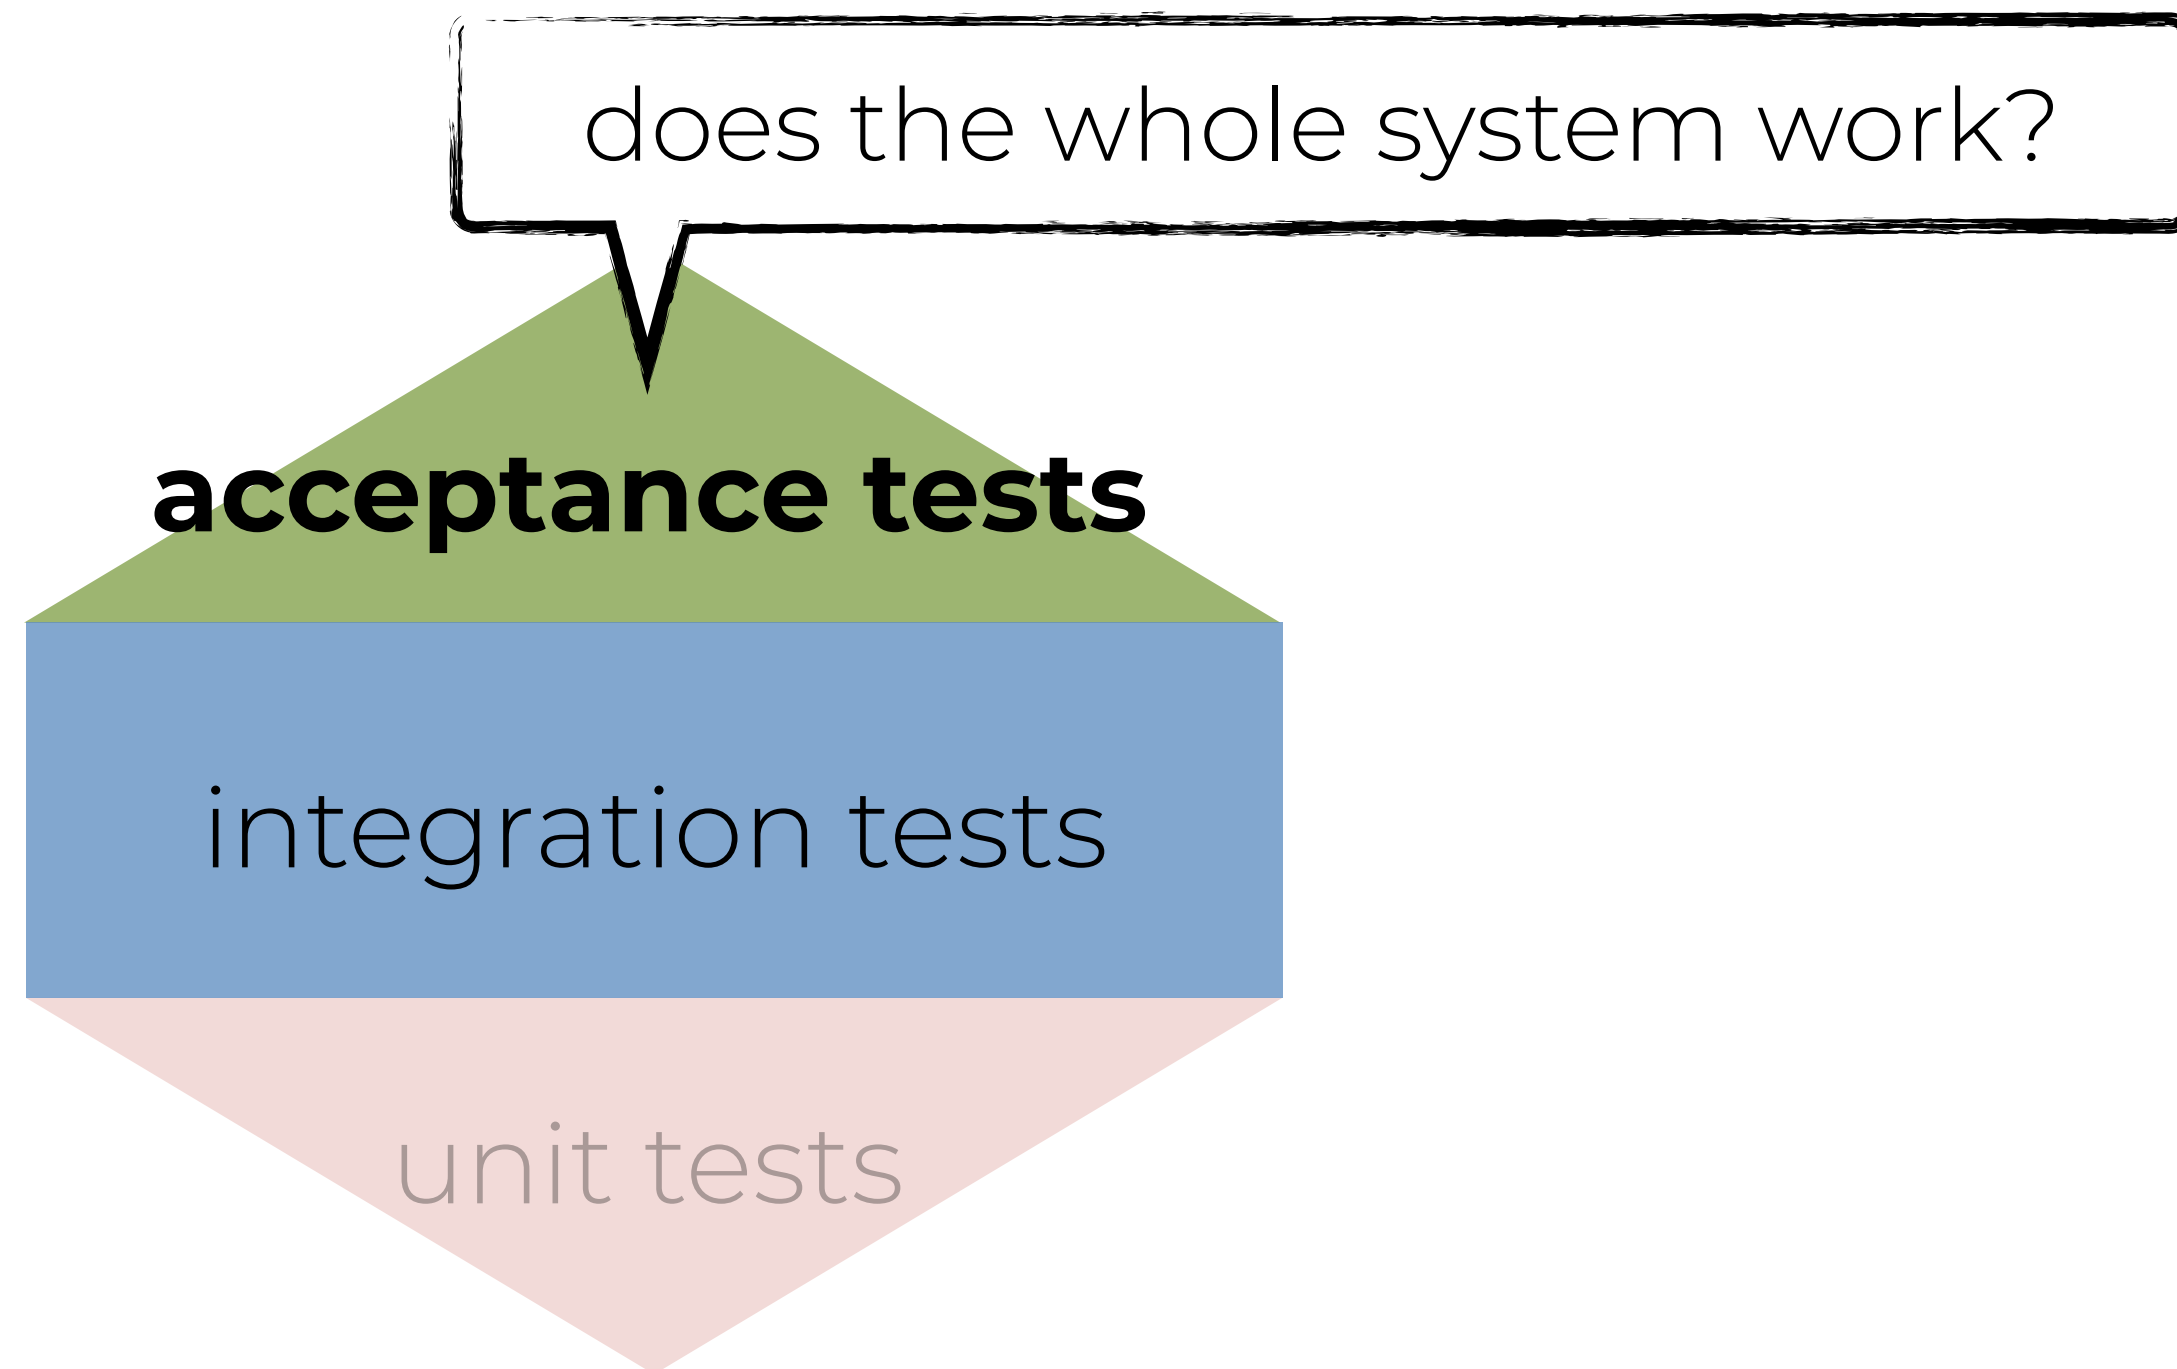 does the whole system work?
acceptance tests
integration tests
unit tests